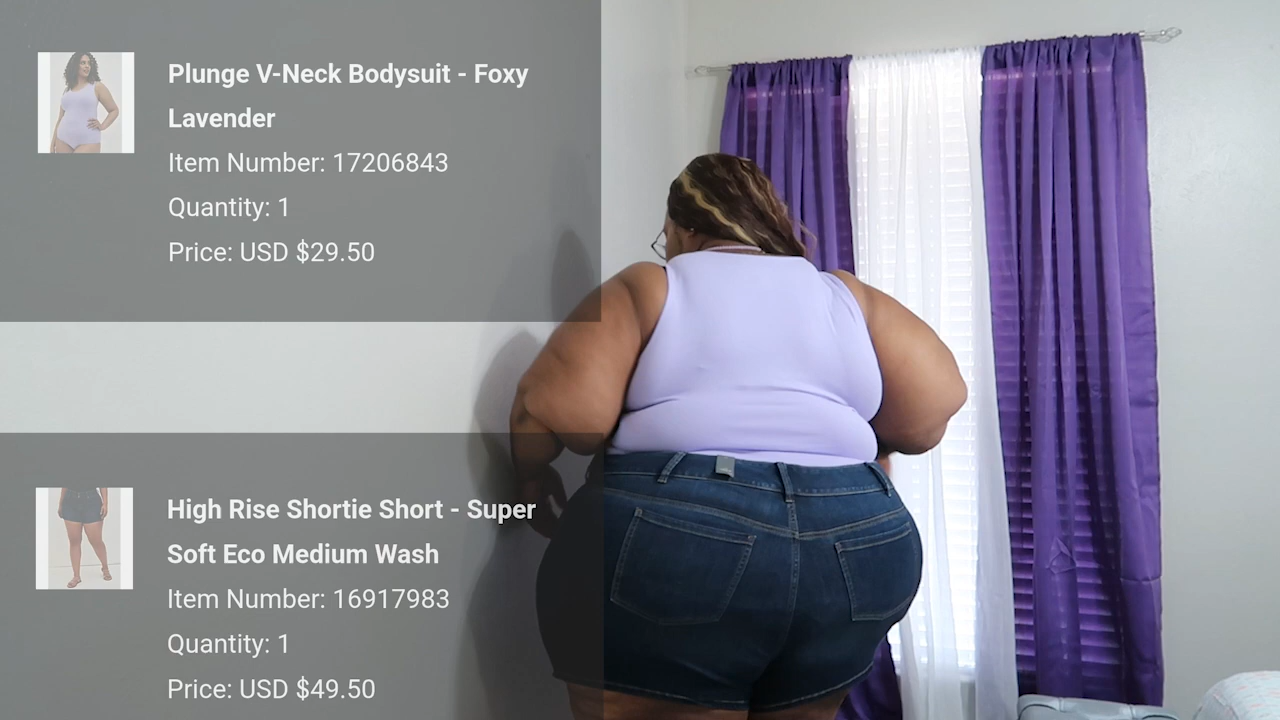 Plunge V-Neck Bodysuit - Foxy
Lavender
Item Number: 17206843
Quantity: 1
Price: USD $29.50
High Rise Shortie Short - Super
Soft Eco Medium Wash
Item Number: 16917983
Quantity: 1
Price: USD $49.50